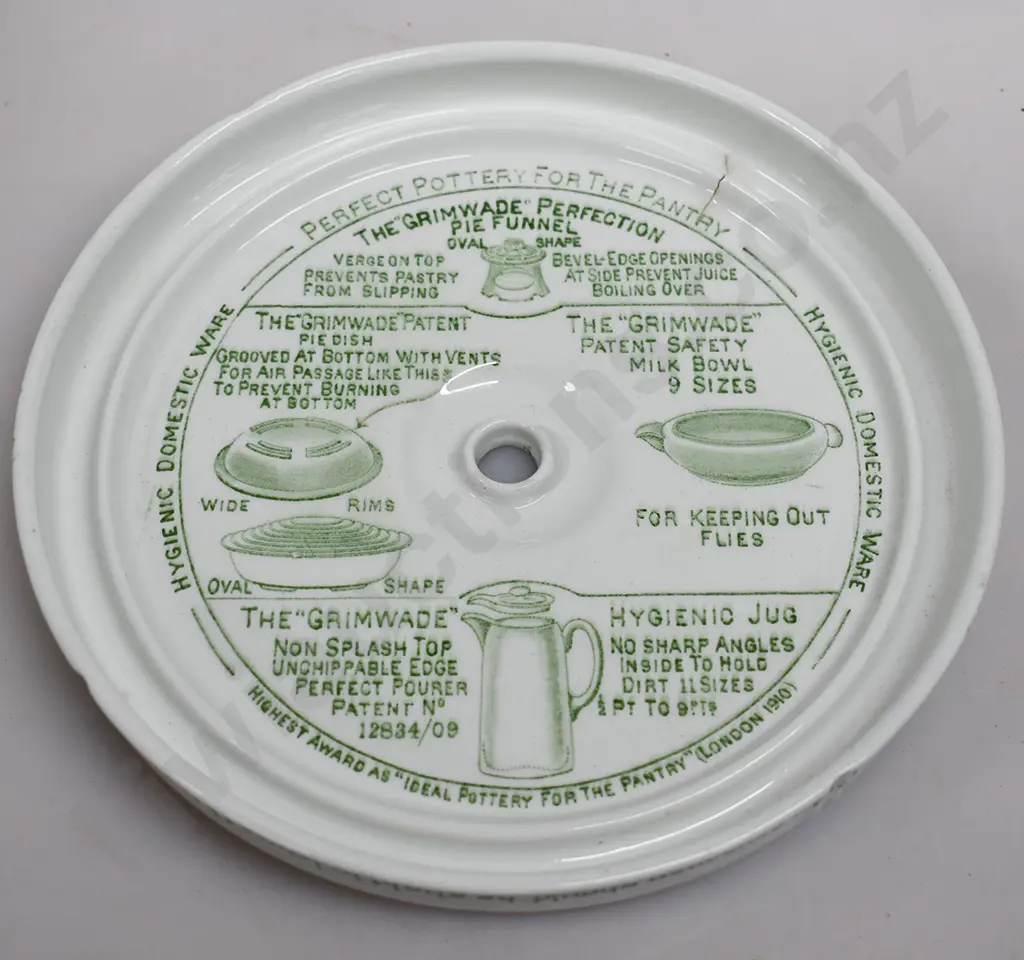 PERFECT POTTERY FOR THE PANTRY
THE "GRIMWADE" PERFECTION
PIE FUNNEL
OVAL SHAPE
VERGE ON TOP
PREVENTS PASTRY
FROM SLIPPING
BEVEL-EDGE OPENINGS
AT SIDE PREVENT JUICE
BOILING OVER
HYGIENIC DOMESTIC WARE
THE "GRIMWADE" PATENT
PIE DISH
GROOVED AT BOTTOM WITH VENTS
FOR AIR PASSAGE LIKE THIS
TO PREVENT BURNING
AT BOTTOM
WIDE RIMS
OVAL SHAPE
THE "GRIMWADE"
PATENT SAFETY
MILK BOWL
9 SIZES
FOR KEEPING OUT
FLIES
HYGIENIC DOMESTIC WARE
THE "GRIMWADE"
NON SPLASH TOP
UNCHIPPABLE EDGE
PERFECT POURER
PATENT Nº
12834/09
HYGIENIC JUG
NO SHARP ANGLES
INSIDE TO HOLD
DIRT 11 SIZES
½ PT TO 9 PTS
HIGHEST AWARD AS "IDEAL POTTERY FOR THE PANTRY" (LONDON 1910)